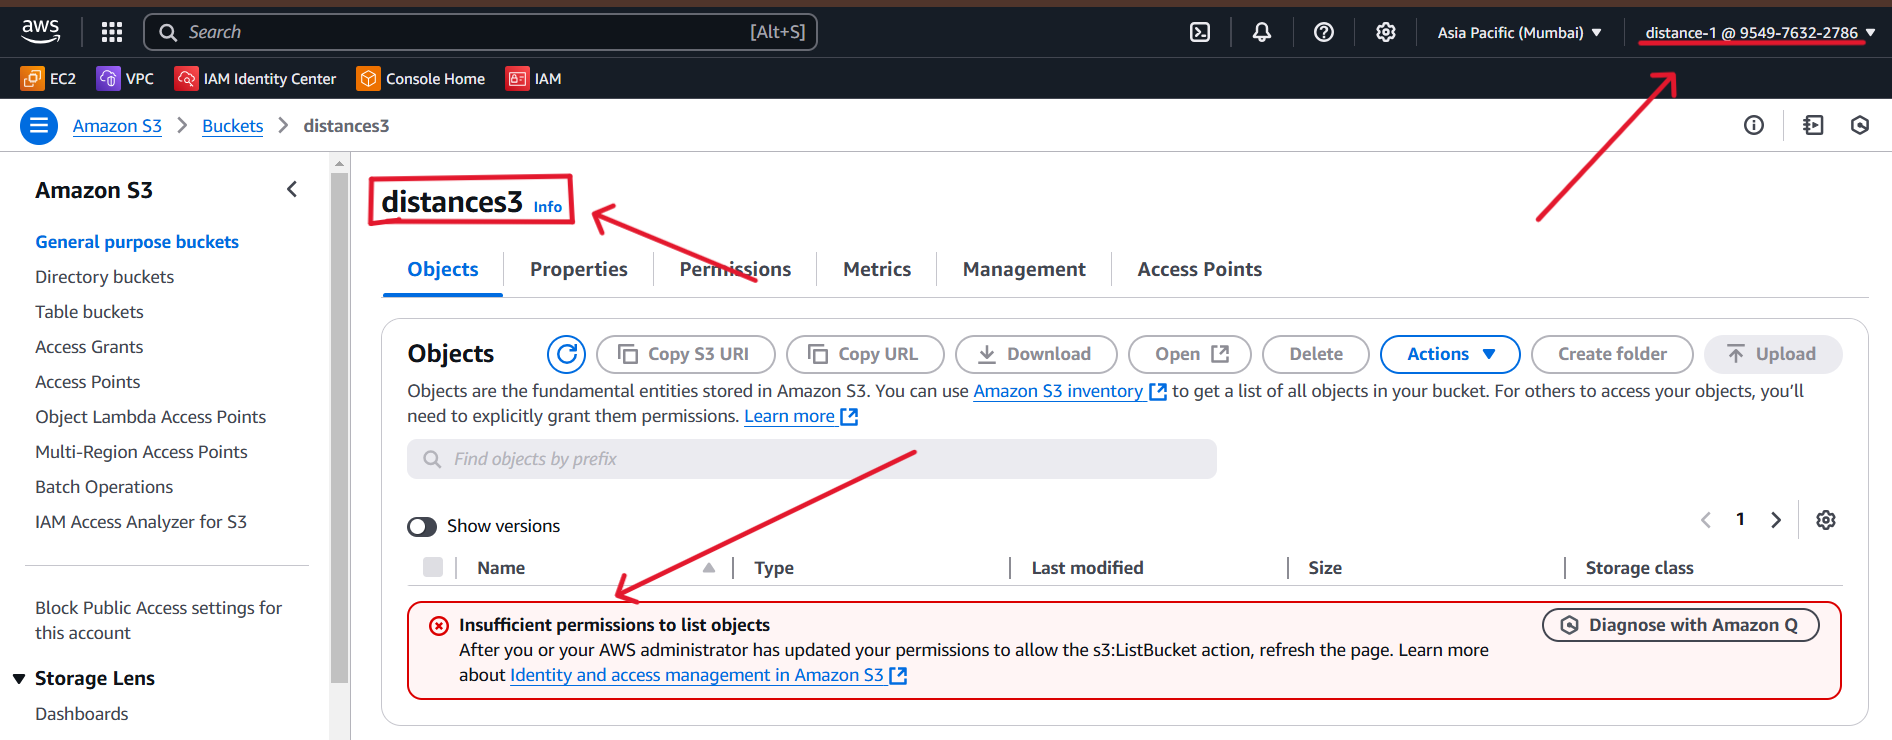 aws
Search [Alt+S]
Asia Pacific (Mumbai)
distance-1 @ 9549-7632-2786
EC2 VPC IAM Identity Center Console Home IAM
Amazon S3 Buckets distances3
Amazon S3
General purpose buckets
Directory buckets
Table buckets
Access Grants
Access Points
Object Lambda Access Points
Multi-Region Access Points
Batch Operations
IAM Access Analyzer for S3
Block Public Access settings for
this account
Storage Lens
Dashboards
distances3 Info
Objects Properties Permissions Metrics Management Access Points
Objects Copy S3 URI Copy URL Download Open Delete Actions Create folder Upload
Objects are the fundamental entities stored in Amazon S3. You can use Amazon S3 inventory to get a list of all objects in your bucket. For others to access your objects, you’ll
need to explicitly grant them permissions. Learn more
Find objects by prefix
Show versions
1
Name Type Last modified Size Storage class
Insufficient permissions to list objects
Diagnose with Amazon Q
After you or your AWS administrator has updated your permissions to allow the s3:ListBucket action, refresh the page. Learn more
about Identity and access management in Amazon S3